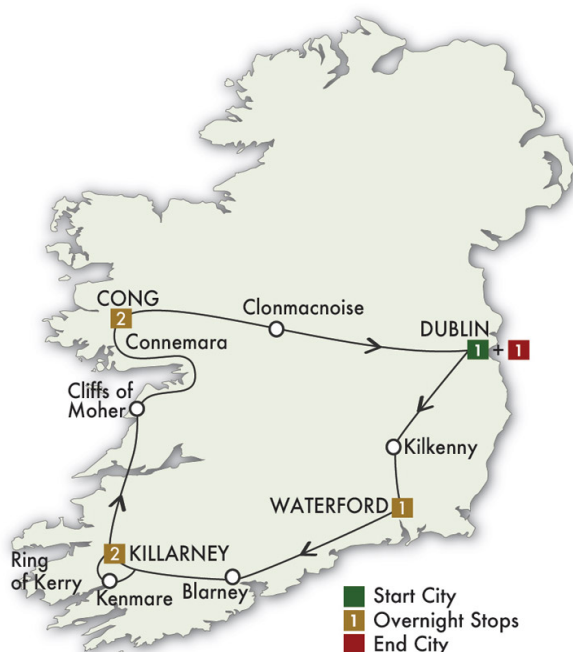 CONG
2
Connemara
Clonmacnoise
DUBLIN
1 + 1
Cliffs of
Moher
Kilkenny
WATERFORD 1
2 KILLARNEY
Ring
of Kerry
Kenmare
Blarney
Start City
1 Overnight Stops
End City